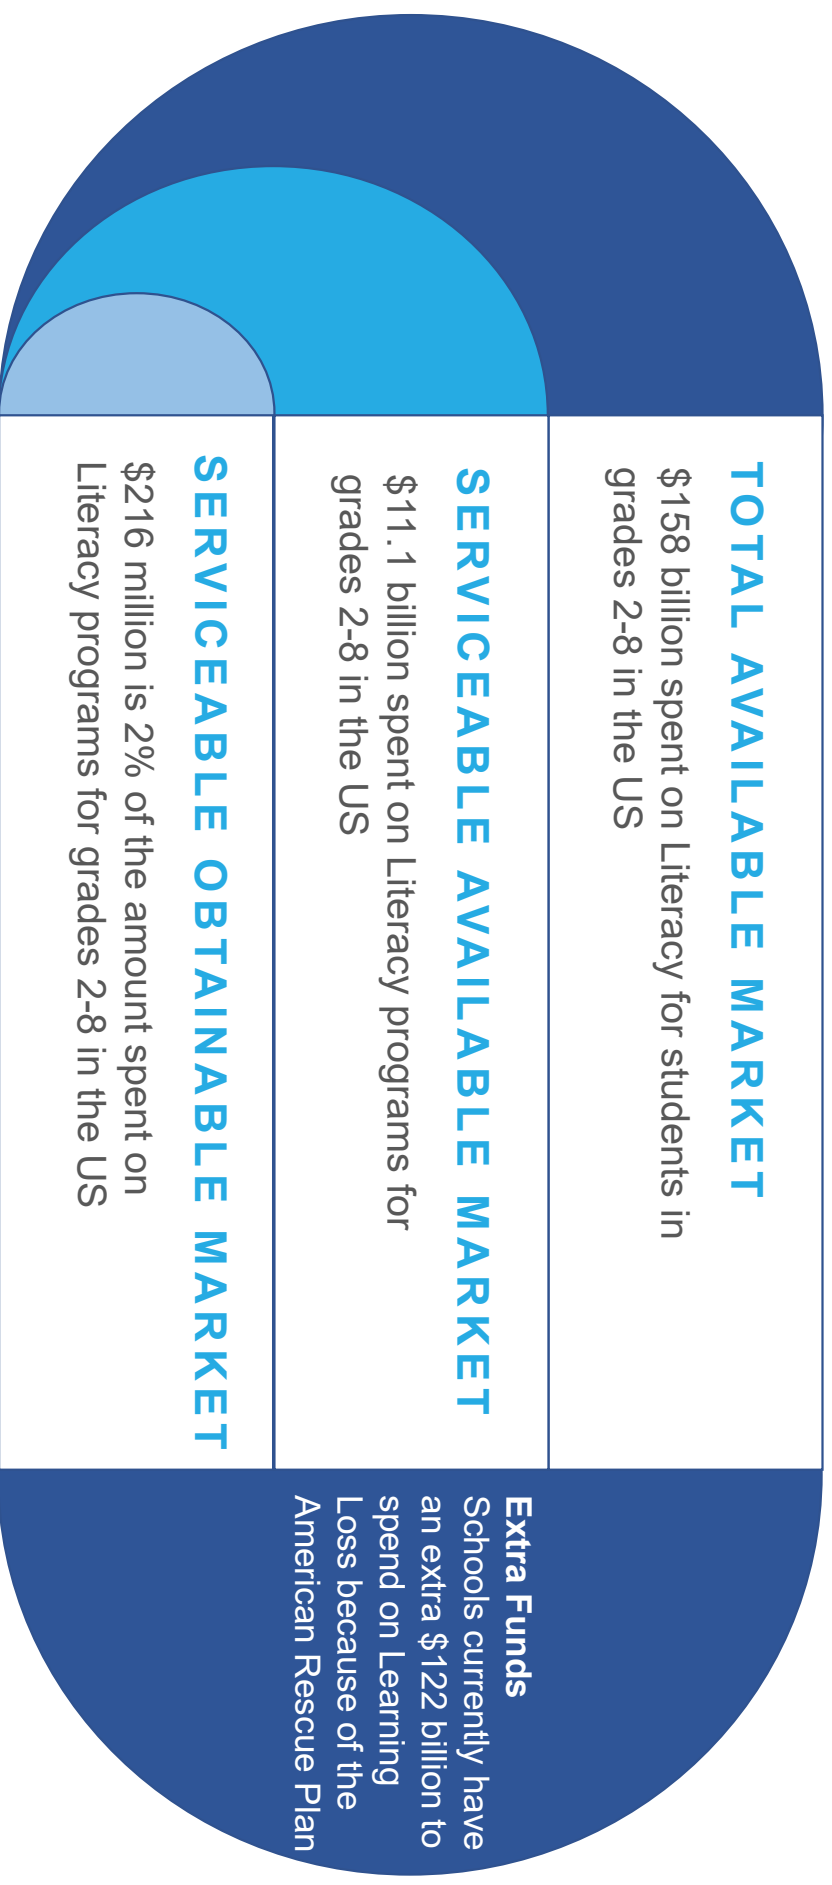 TOTAL AVAILABLE MARKET
$158 billion spent on Literacy for students in
grades 2-8 in the US
SERVICEABLE AVAILABLE MARKET
$11.1 billion spent on Literacy programs for
grades 2-8 in the US
SERVICEABLE OBTAINABLE MARKET
$216 million is 2% of the amount spent on
Literacy programs for grades 2-8 in the US
Extra Funds
Schools currently have
an extra $122 billion to
spend on Learning
Loss because of the
American Rescue Plan